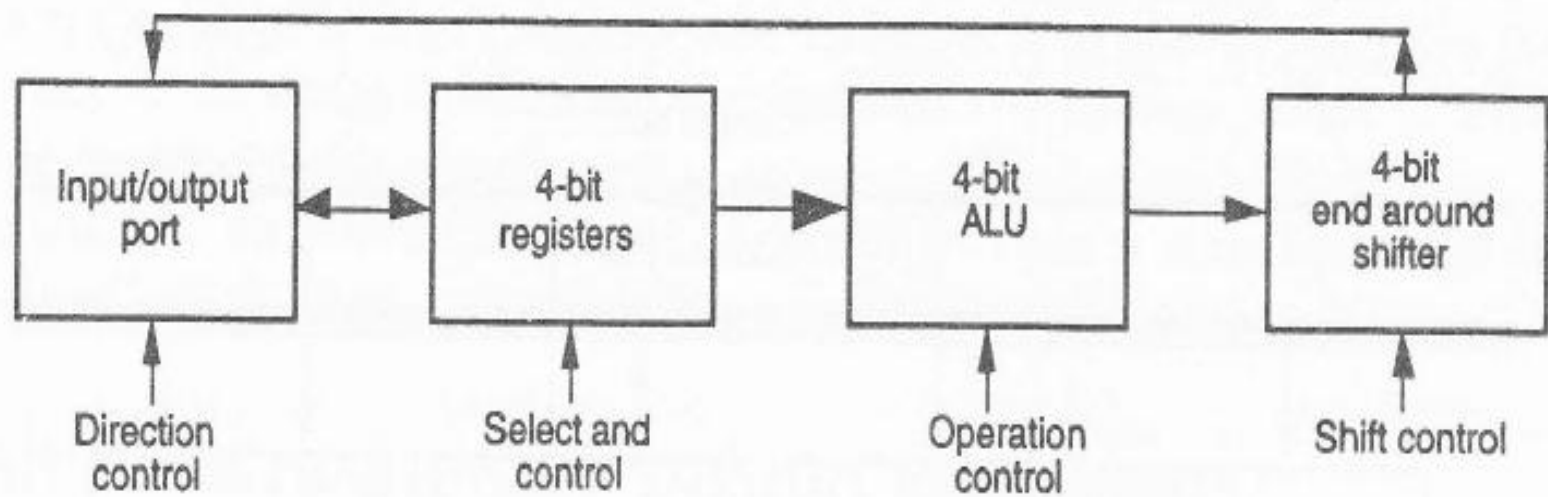 Input/output
port
4-bit
registers
4-bit
ALU
4-bit
end around
shifter
Direction
control
Select and
control
Operation
control
Shift control